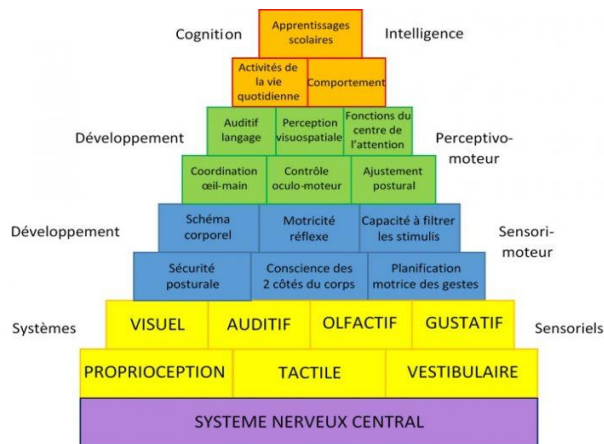 Cognition
Apprentissages
scolaires
Intelligence
Activités de
la vie
quotidienne
Comportement
Développement
Auditif
langage
Perception
visuospatiale
Fonctions du
centre de
l'attention
Perceptivo-
moteur
Coordination
œil-main
Contrôle
oculo-moteur
Ajustement
postural
Développement
Schéma
corporel
Motricité
réflexe
Capacité à filtrer
les stimulis
Sensori-
moteur
Sécurité
posturale
Conscience des
2 côtés du corps
Planification
motrice des gestes
Systèmes
VISUEL
AUDITIF
OLFACTIF
GUSTATIF
Sensoriels
PROPRIOCEPTION
TACTILE
VESTIBULAIRE
SYSTEME NERVEUX CENTRAL